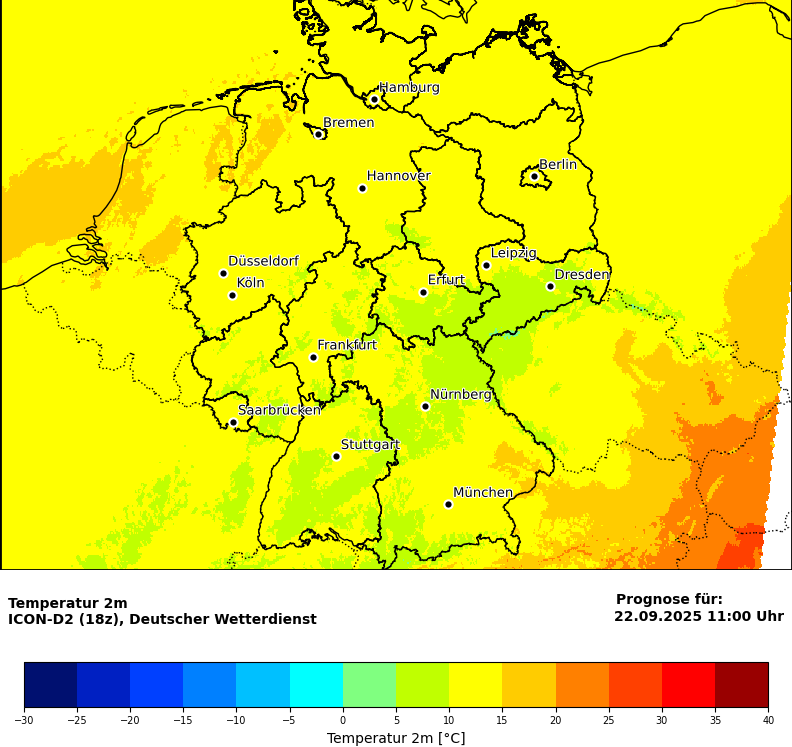 Hamburg
Bremen
Berlin
Hannover
Leipzig
Düsseldorf
Dresden
Köln
Erfurt
Frankfurt
Nürnberg
Saarbrücken
Stuttgart
München
Temperatur 2m
ICON-D2 (18z), Deutscher Wetterdienst
Prognose für:
22.09.2025 11:00 Uhr
−30 −25 −20 −15 −10 −5 0 5 10 15 20 25 30 35 40
Temperatur 2m [°C]